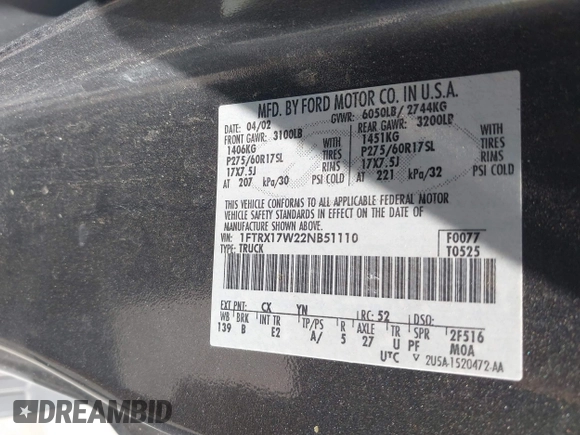 MFD. BY FORD MOTOR CO. IN U.S.A.
DATE: 04/02 GVWR: 6050LB/ 2744KG
FRONT GAWR: 3100LB REAR GAWR: 3200LB
1406KG WITH 1451KG WITH
P275/60R17SL TIRES P275/60R17SL TIRES
17X7.5J RIMS 17X7.5J RIMS
AT 207 kPa/30 PSI COLD AT 221 kPa/32 PSI COLD
THIS VEHICLE CONFORMS TO ALL APPLICABLE FEDERAL MOTOR
VEHICLE SAFETY STANDARDS IN EFFECT ON THE DATE OF
MANUFACTURE SHOWN ABOVE.
VIN: 1FTRX17W22NB51110 F0077
TYPE: TRUCK T0525
EXT PNT: CX YN RC: 52 DSO:
WB BRK INT TR TP/PS R AXLE TR SPR 2F516
139 B E2 A/ 5 27 U PF MOA
UTC 2U5A-1520472-AA
DREAMBID